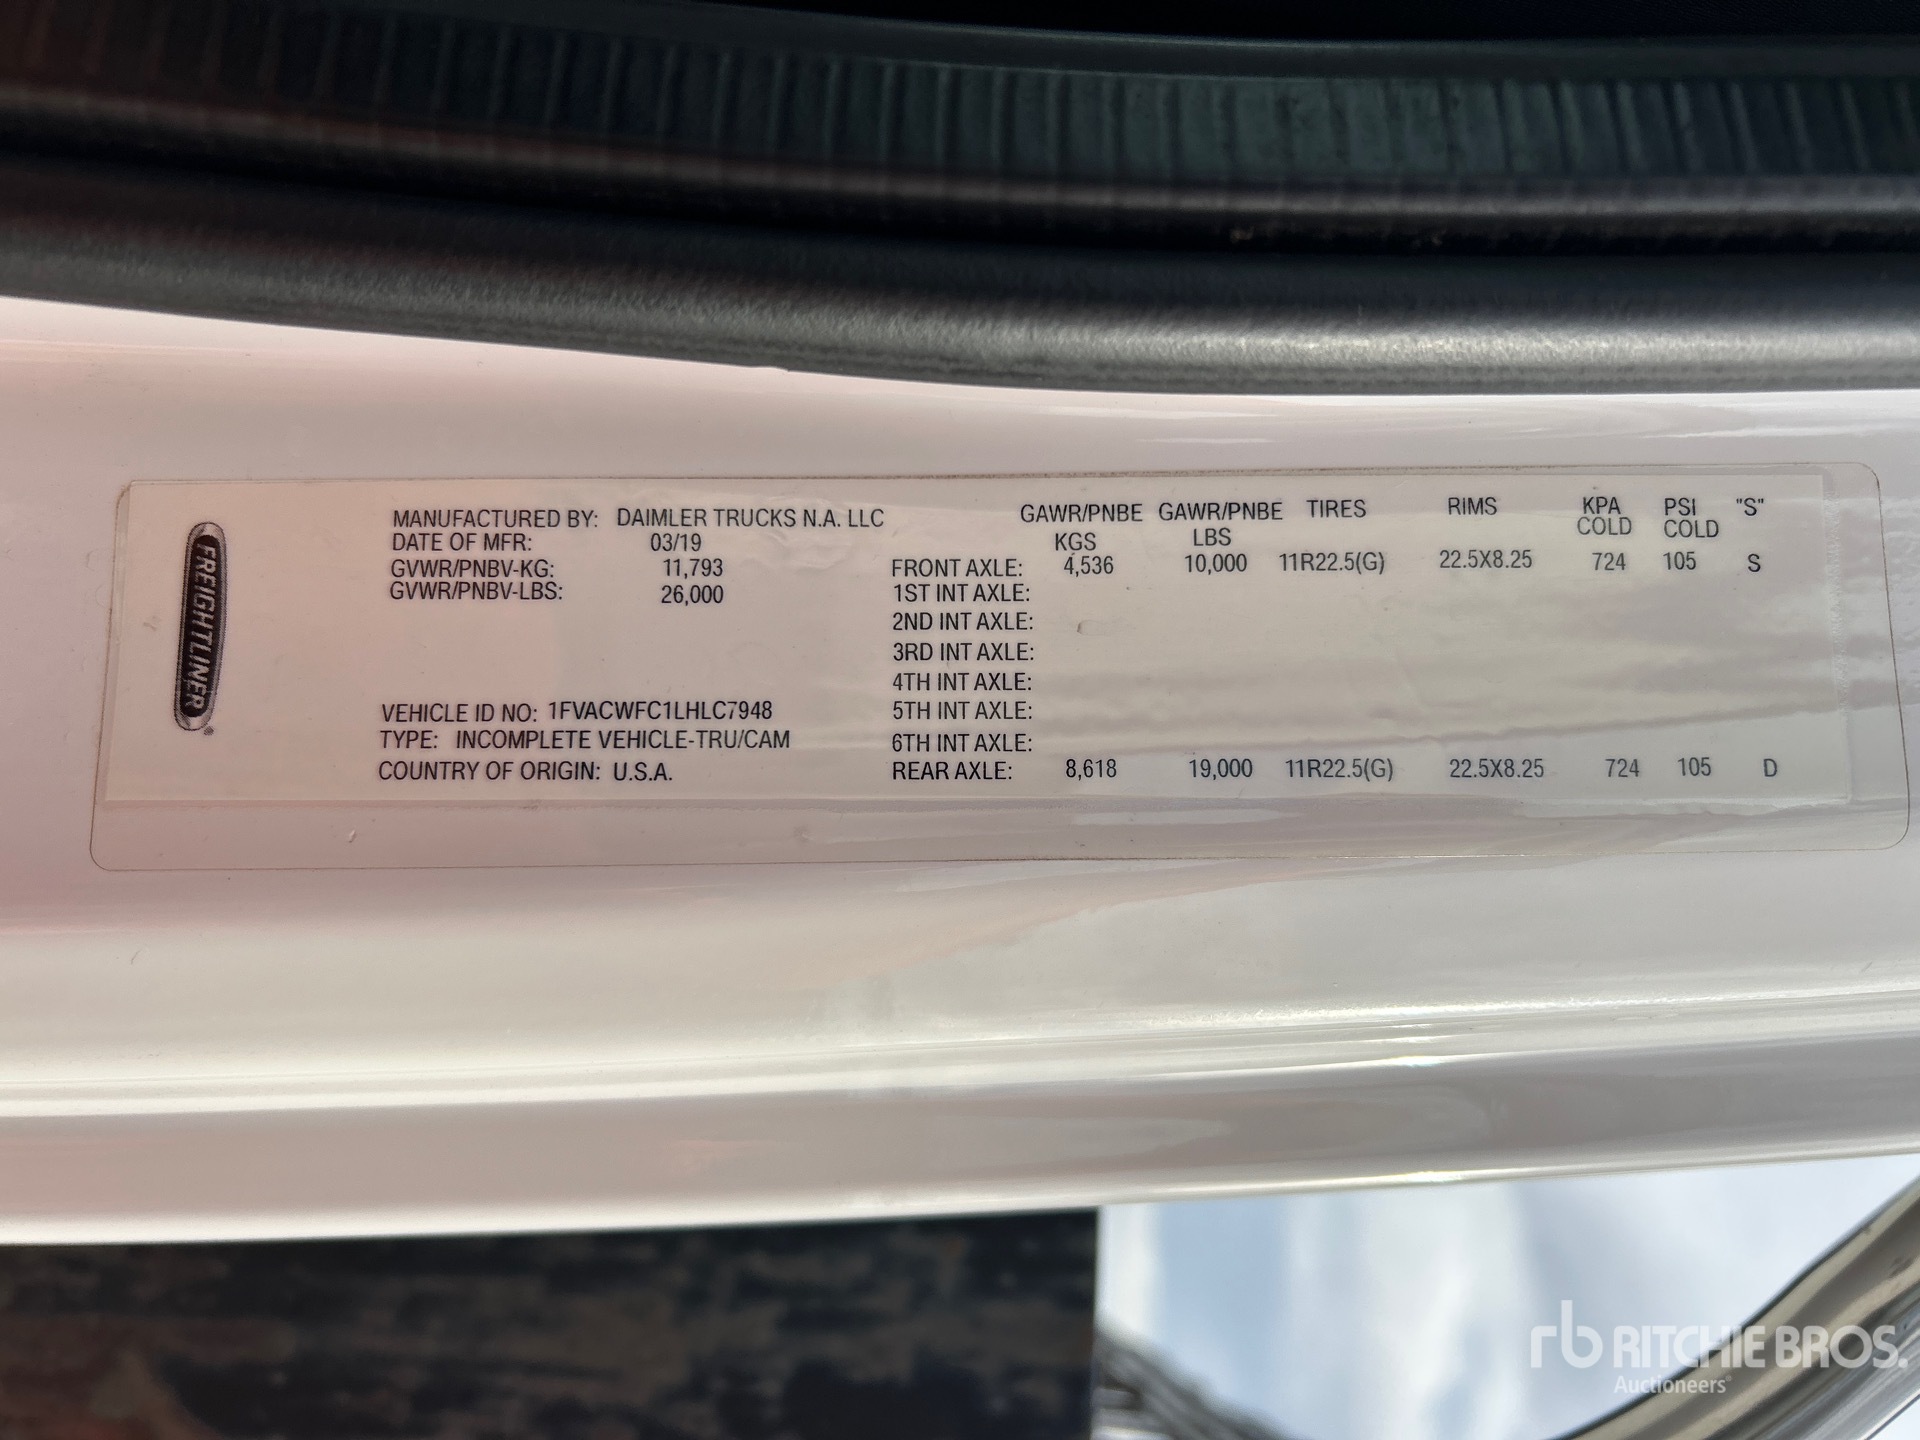 FREIGHTLINER®
MANUFACTURED BY: DAIMLER TRUCKS N.A. LLC
DATE OF MFR: 03/19
GVWR/PNBV-KG: 11,793
GVWR/PNBV-LBS: 26,000
VEHICLE ID NO: 1FVACWFC1LHLC7948
TYPE: INCOMPLETE VEHICLE-TRU/CAM
COUNTRY OF ORIGIN: U.S.A.
GAWR/PNBE KGS GAWR/PNBE LBS TIRES RIMS KPA COLD PSI COLD "S"
FRONT AXLE: 4,536 10,000 11R22.5(G) 22.5X8.25 724 105 S
1ST INT AXLE:
2ND INT AXLE:
3RD INT AXLE:
4TH INT AXLE:
5TH INT AXLE:
6TH INT AXLE:
REAR AXLE: 8,618 19,000 11R22.5(G) 22.5X8.25 724 105 D
rb RITCHIE BROS.
Auctioneers®